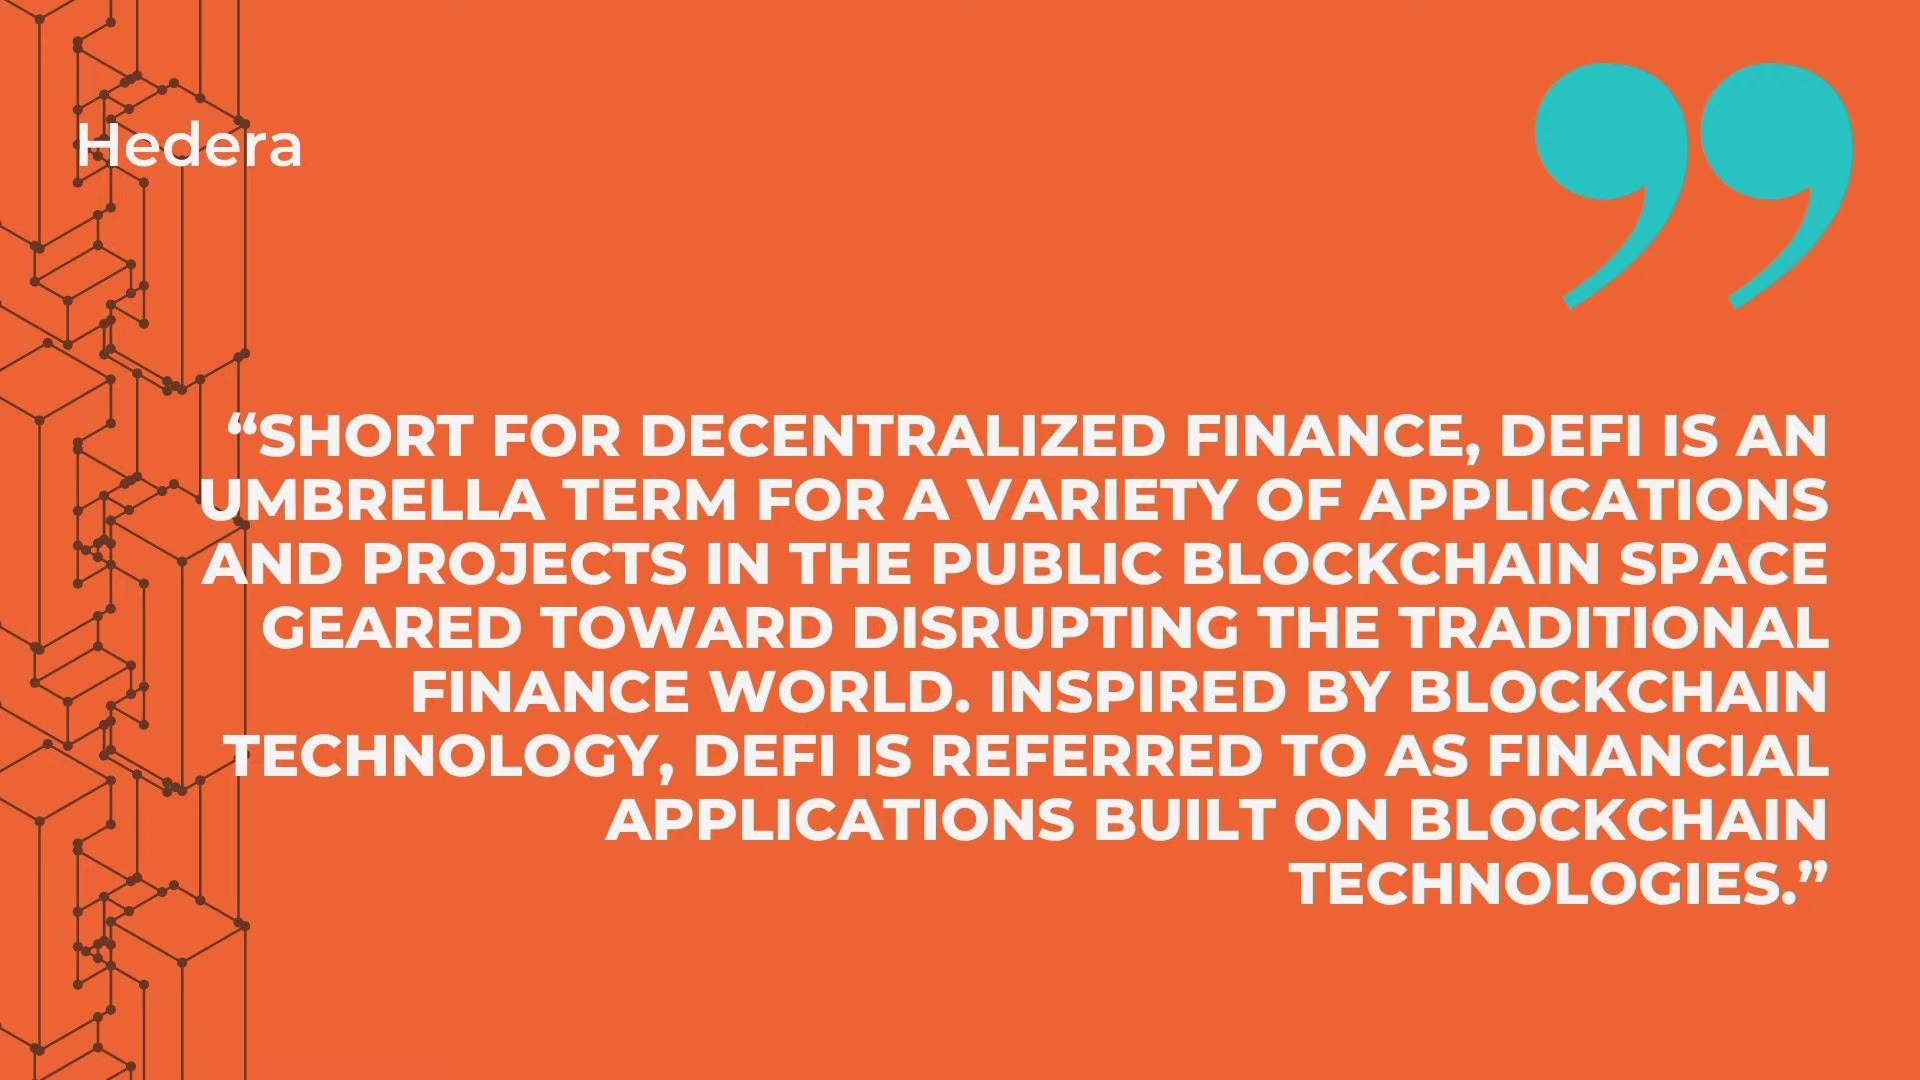 Hedera
“SHORT FOR DECENTRALIZED FINANCE, DEFI IS AN
UMBRELLA TERM FOR A VARIETY OF APPLICATIONS
AND PROJECTS IN THE PUBLIC BLOCKCHAIN SPACE
GEARED TOWARD DISRUPTING THE TRADITIONAL
FINANCE WORLD. INSPIRED BY BLOCKCHAIN
TECHNOLOGY, DEFI IS REFERRED TO AS FINANCIAL
APPLICATIONS BUILT ON BLOCKCHAIN
TECHNOLOGIES.”